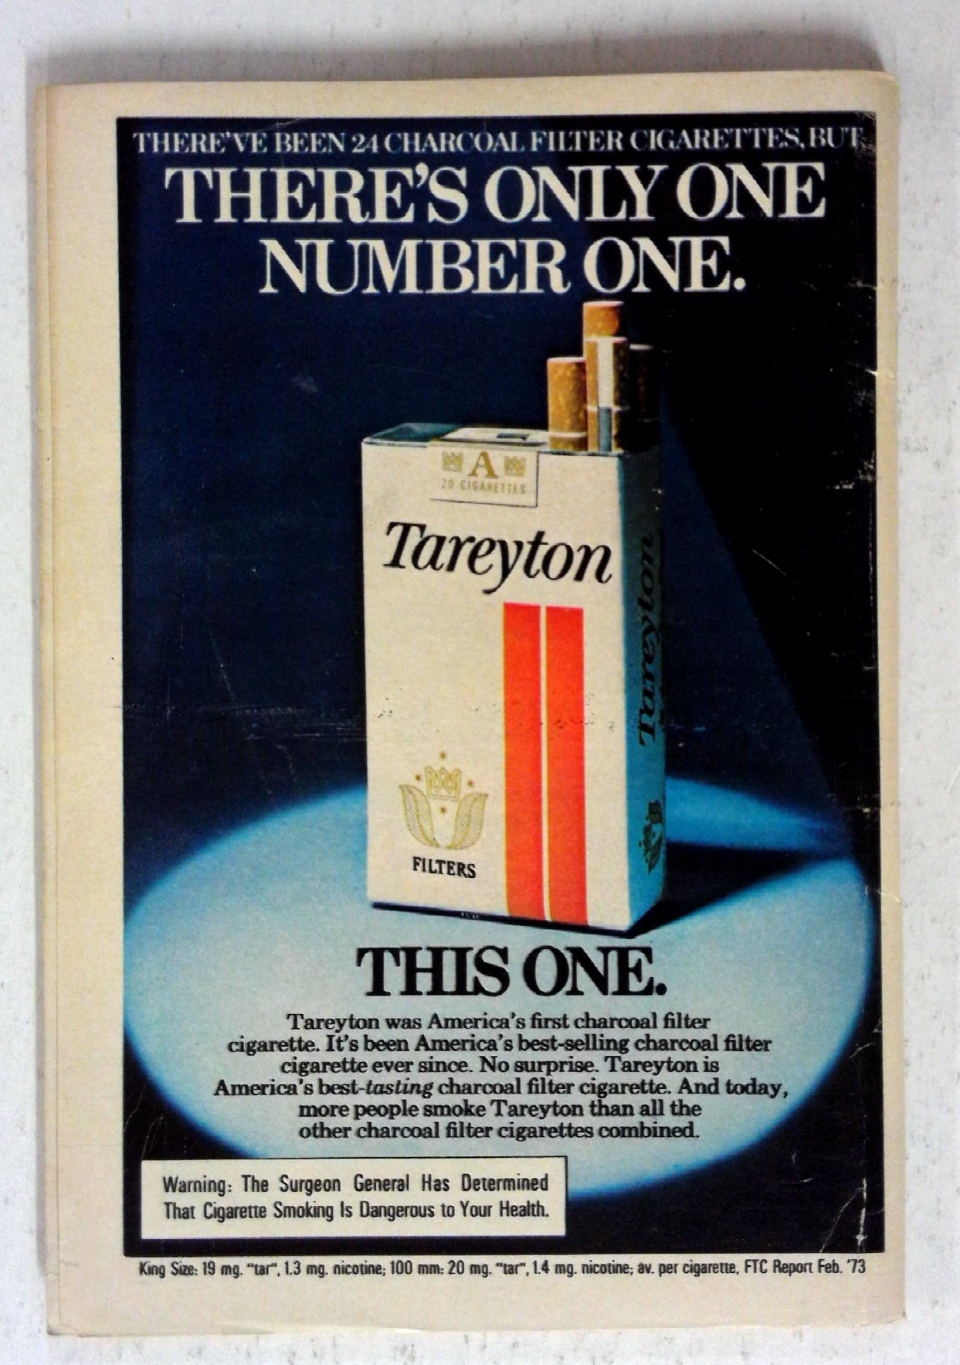 THERE'VE BEEN 24 CHARCOAL FILTER CIGARETTES, BUT
THERE'S ONLY ONE
NUMBER ONE.
A
20 CIGARETTES
Tareyton
Tareyton
FILTERS
THIS ONE.
Tareyton was America's first charcoal filter
cigarette. It's been America's best-selling charcoal filter
cigarette ever since. No surprise. Tareyton is
America's best-tasting charcoal filter cigarette. And today,
more people smoke Tareyton than all the
other charcoal filter cigarettes combined.
Warning: The Surgeon General Has Determined
That Cigarette Smoking Is Dangerous to Your Health.
King Size: 19 mg. "tar", 1.3 mg. nicotine; 100 mm: 20 mg. "tar", 1.4 mg. nicotine; av. per cigarette, FTC Report Feb. '73